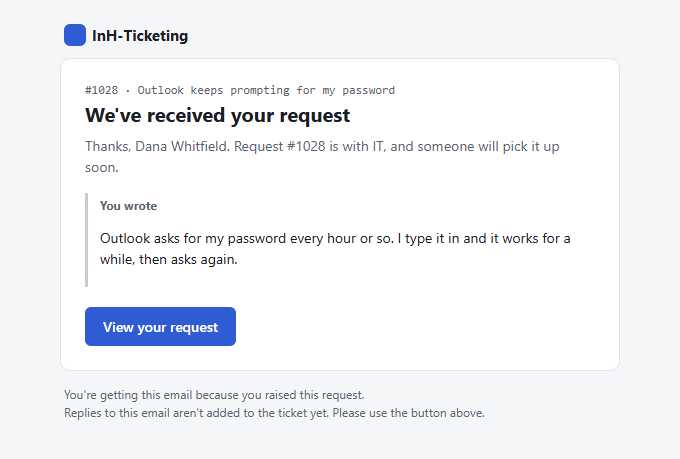 InH-Ticketing
#1028 · Outlook keeps prompting for my password
We've received your request
Thanks, Dana Whitfield. Request #1028 is with IT, and someone will pick it up
soon.
You wrote
Outlook asks for my password every hour or so. I type it in and it works for a
while, then asks again.
View your request
You're getting this email because you raised this request.
Replies to this email aren't added to the ticket yet. Please use the button above.